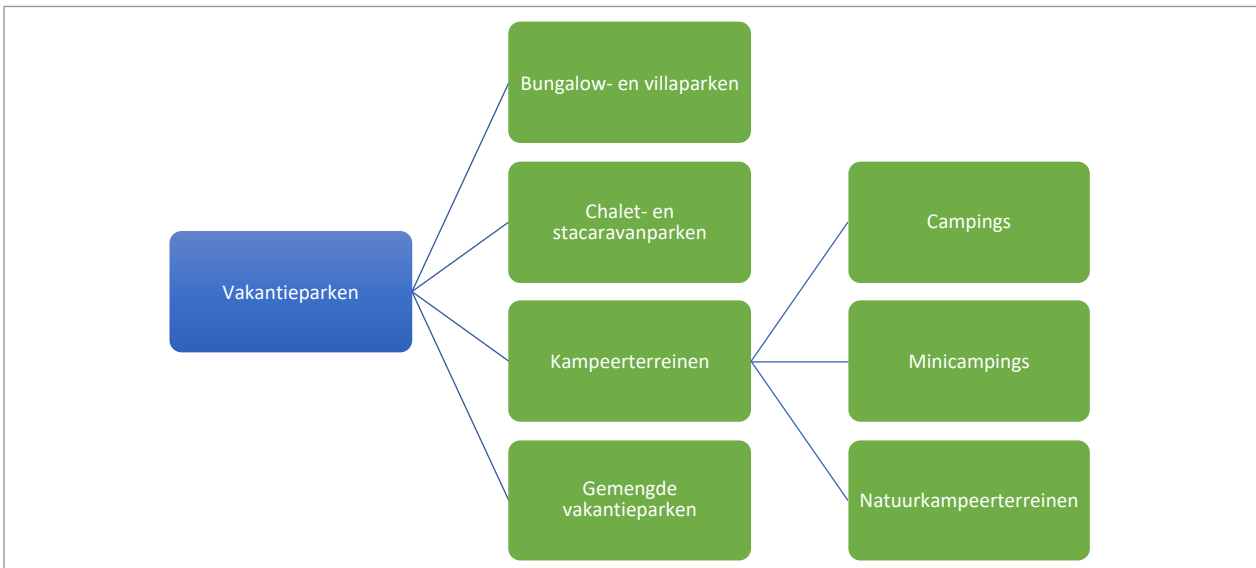 Vakantieparken
Bungalow- en villaparken
Chalet- en
stacaravanparken
Kampeerterreinen
Gemengde
vakantieparken
Campings
Minicampings
Natuurkampeerterreinen